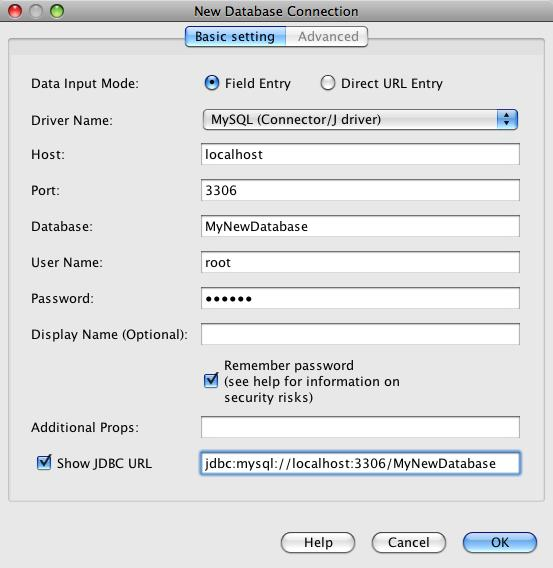 New Database Connection
Basic setting Advanced
Data Input Mode: Field Entry Direct URL Entry
Driver Name: MySQL (Connector/J driver)
Host: localhost
Port: 3306
Database: MyNewDatabase
User Name: root
Password: ••••••
Display Name (Optional):
Remember password
(see help for information on
security risks)
Additional Props:
Show JDBC URL jdbc:mysql://localhost:3306/MyNewDatabase
Help Cancel OK